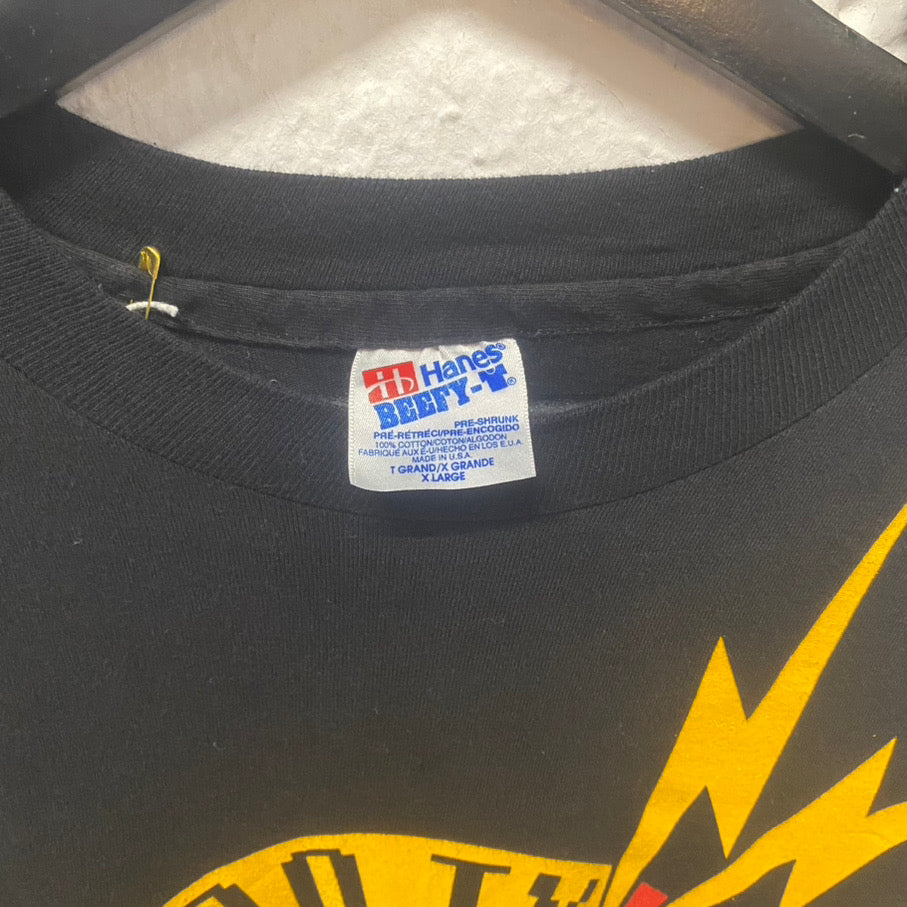 Hanes®
BEEFY-T®
PRE-SHRUNK
PRÉ-RÉTRÉCI/PRE-ENCOGIDO
100% COTTON/COTON/ALGODON
FABRIQUÉ AUX É-U/HECHO EN LOS E.U.A.
MADE IN U.S.A.
T GRAND/X GRANDE
X LARGE